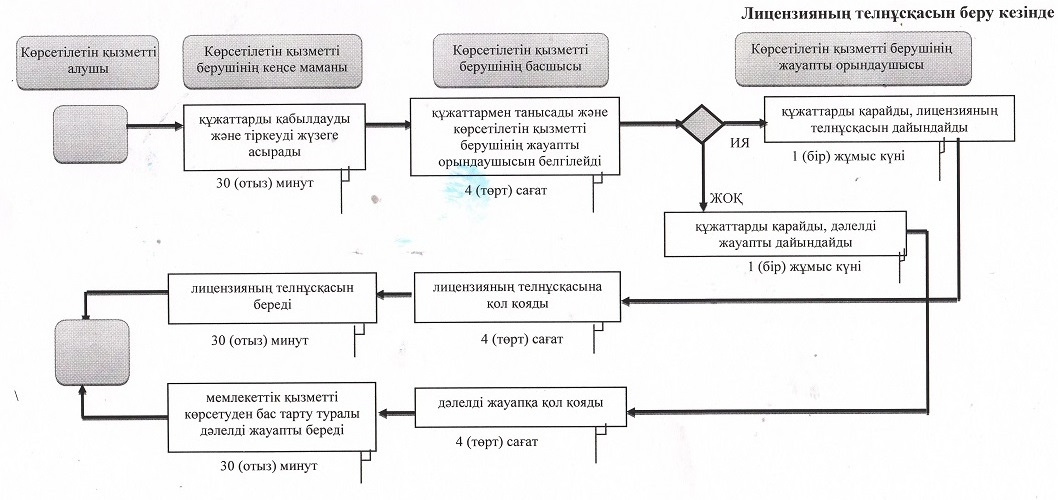 Лицензияның телнұсқасын беру кезінде
Көрсетілетін қызметті
алушы
Көрсетілетін қызметті
берушінің кеңсе маманы
Көрсетілетін қызметті
берушінің басшысы
Көрсетілетін қызметті берушінің
жауапты орындаушысы
құжаттарды қабылдауды
және тіркеуді жүзеге
асырады
30 (отыз) минут
құжаттармен танысады және
көрсетілетін қызметті
берушінің жауапты
орындаушысын белгілейді
4 (төрт) сағат
ИЯ
құжаттарды қарайды, лицензияның
телнұсқасын дайындайды
1 (бір) жұмыс күні
ЖОҚ
құжаттарды қарайды, дәлелді
жауапты дайындайды
1 (бір) жұмыс күні
лицензияның телнұсқасын
береді
30 (отыз) минут
лицензияның телнұсқасына
қол қояды
4 (төрт) сағат
мемлекеттік қызметті
көрсетуден бас тарту туралы
дәлелді жауапты береді
30 (отыз) минут
дәлелді жауапқа қол қояды
4 (төрт) сағат